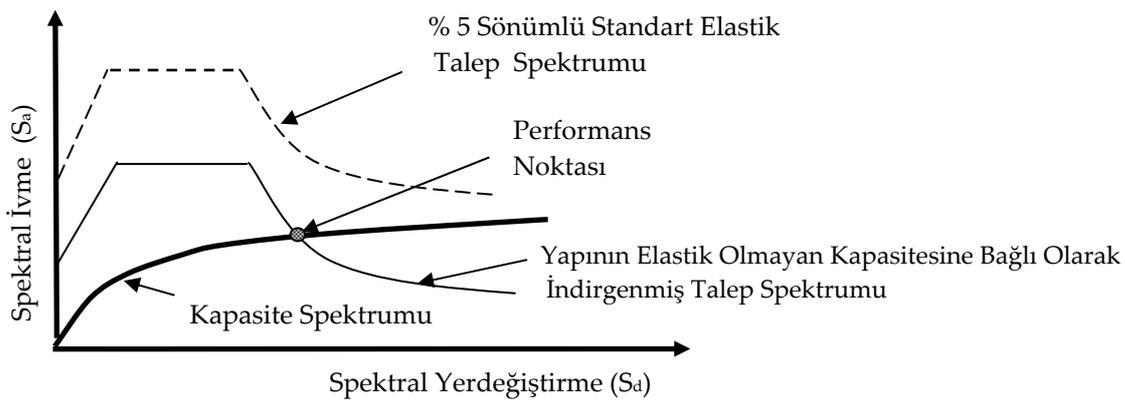 % 5 Sönümlü Standart Elastik
Talep Spektrumu
Performans
Noktası
Spektral İvme (Sa)
Yapının Elastik Olmayan Kapasitesine Bağlı Olarak
İndirgenmiş Talep Spektrumu
Kapasite Spektrumu
Spektral Yerdeğiştirme (Sd)